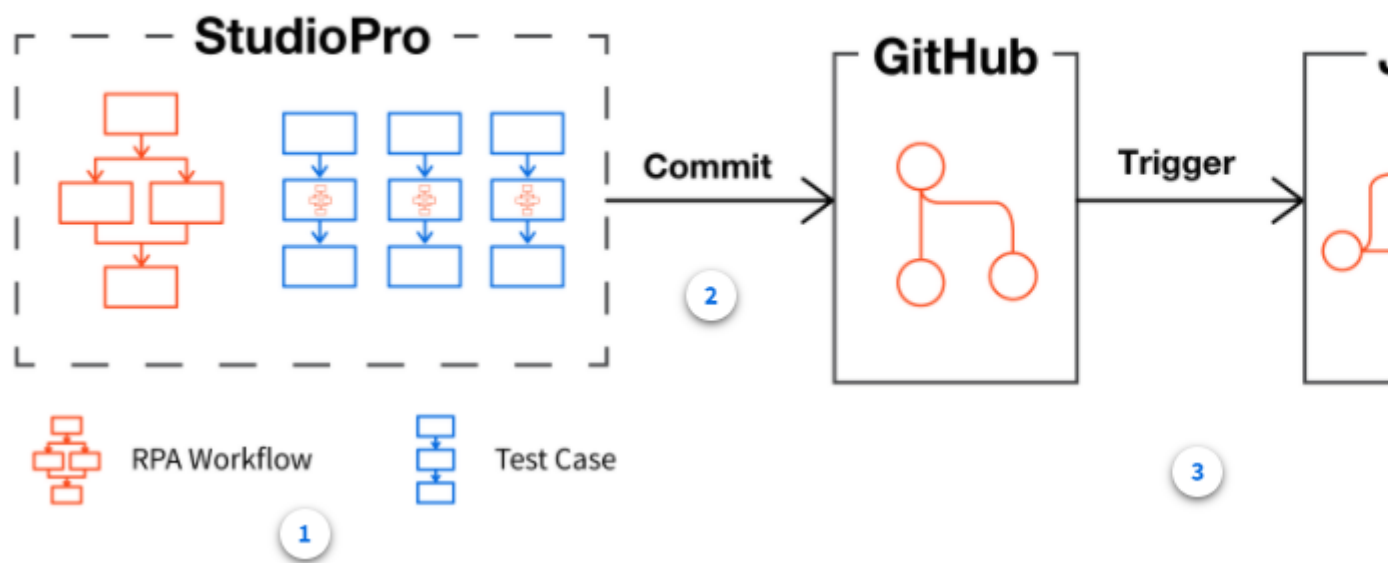 StudioPro
GitHub
Commit
Trigger
2
RPA Workflow
Test Case
3
1